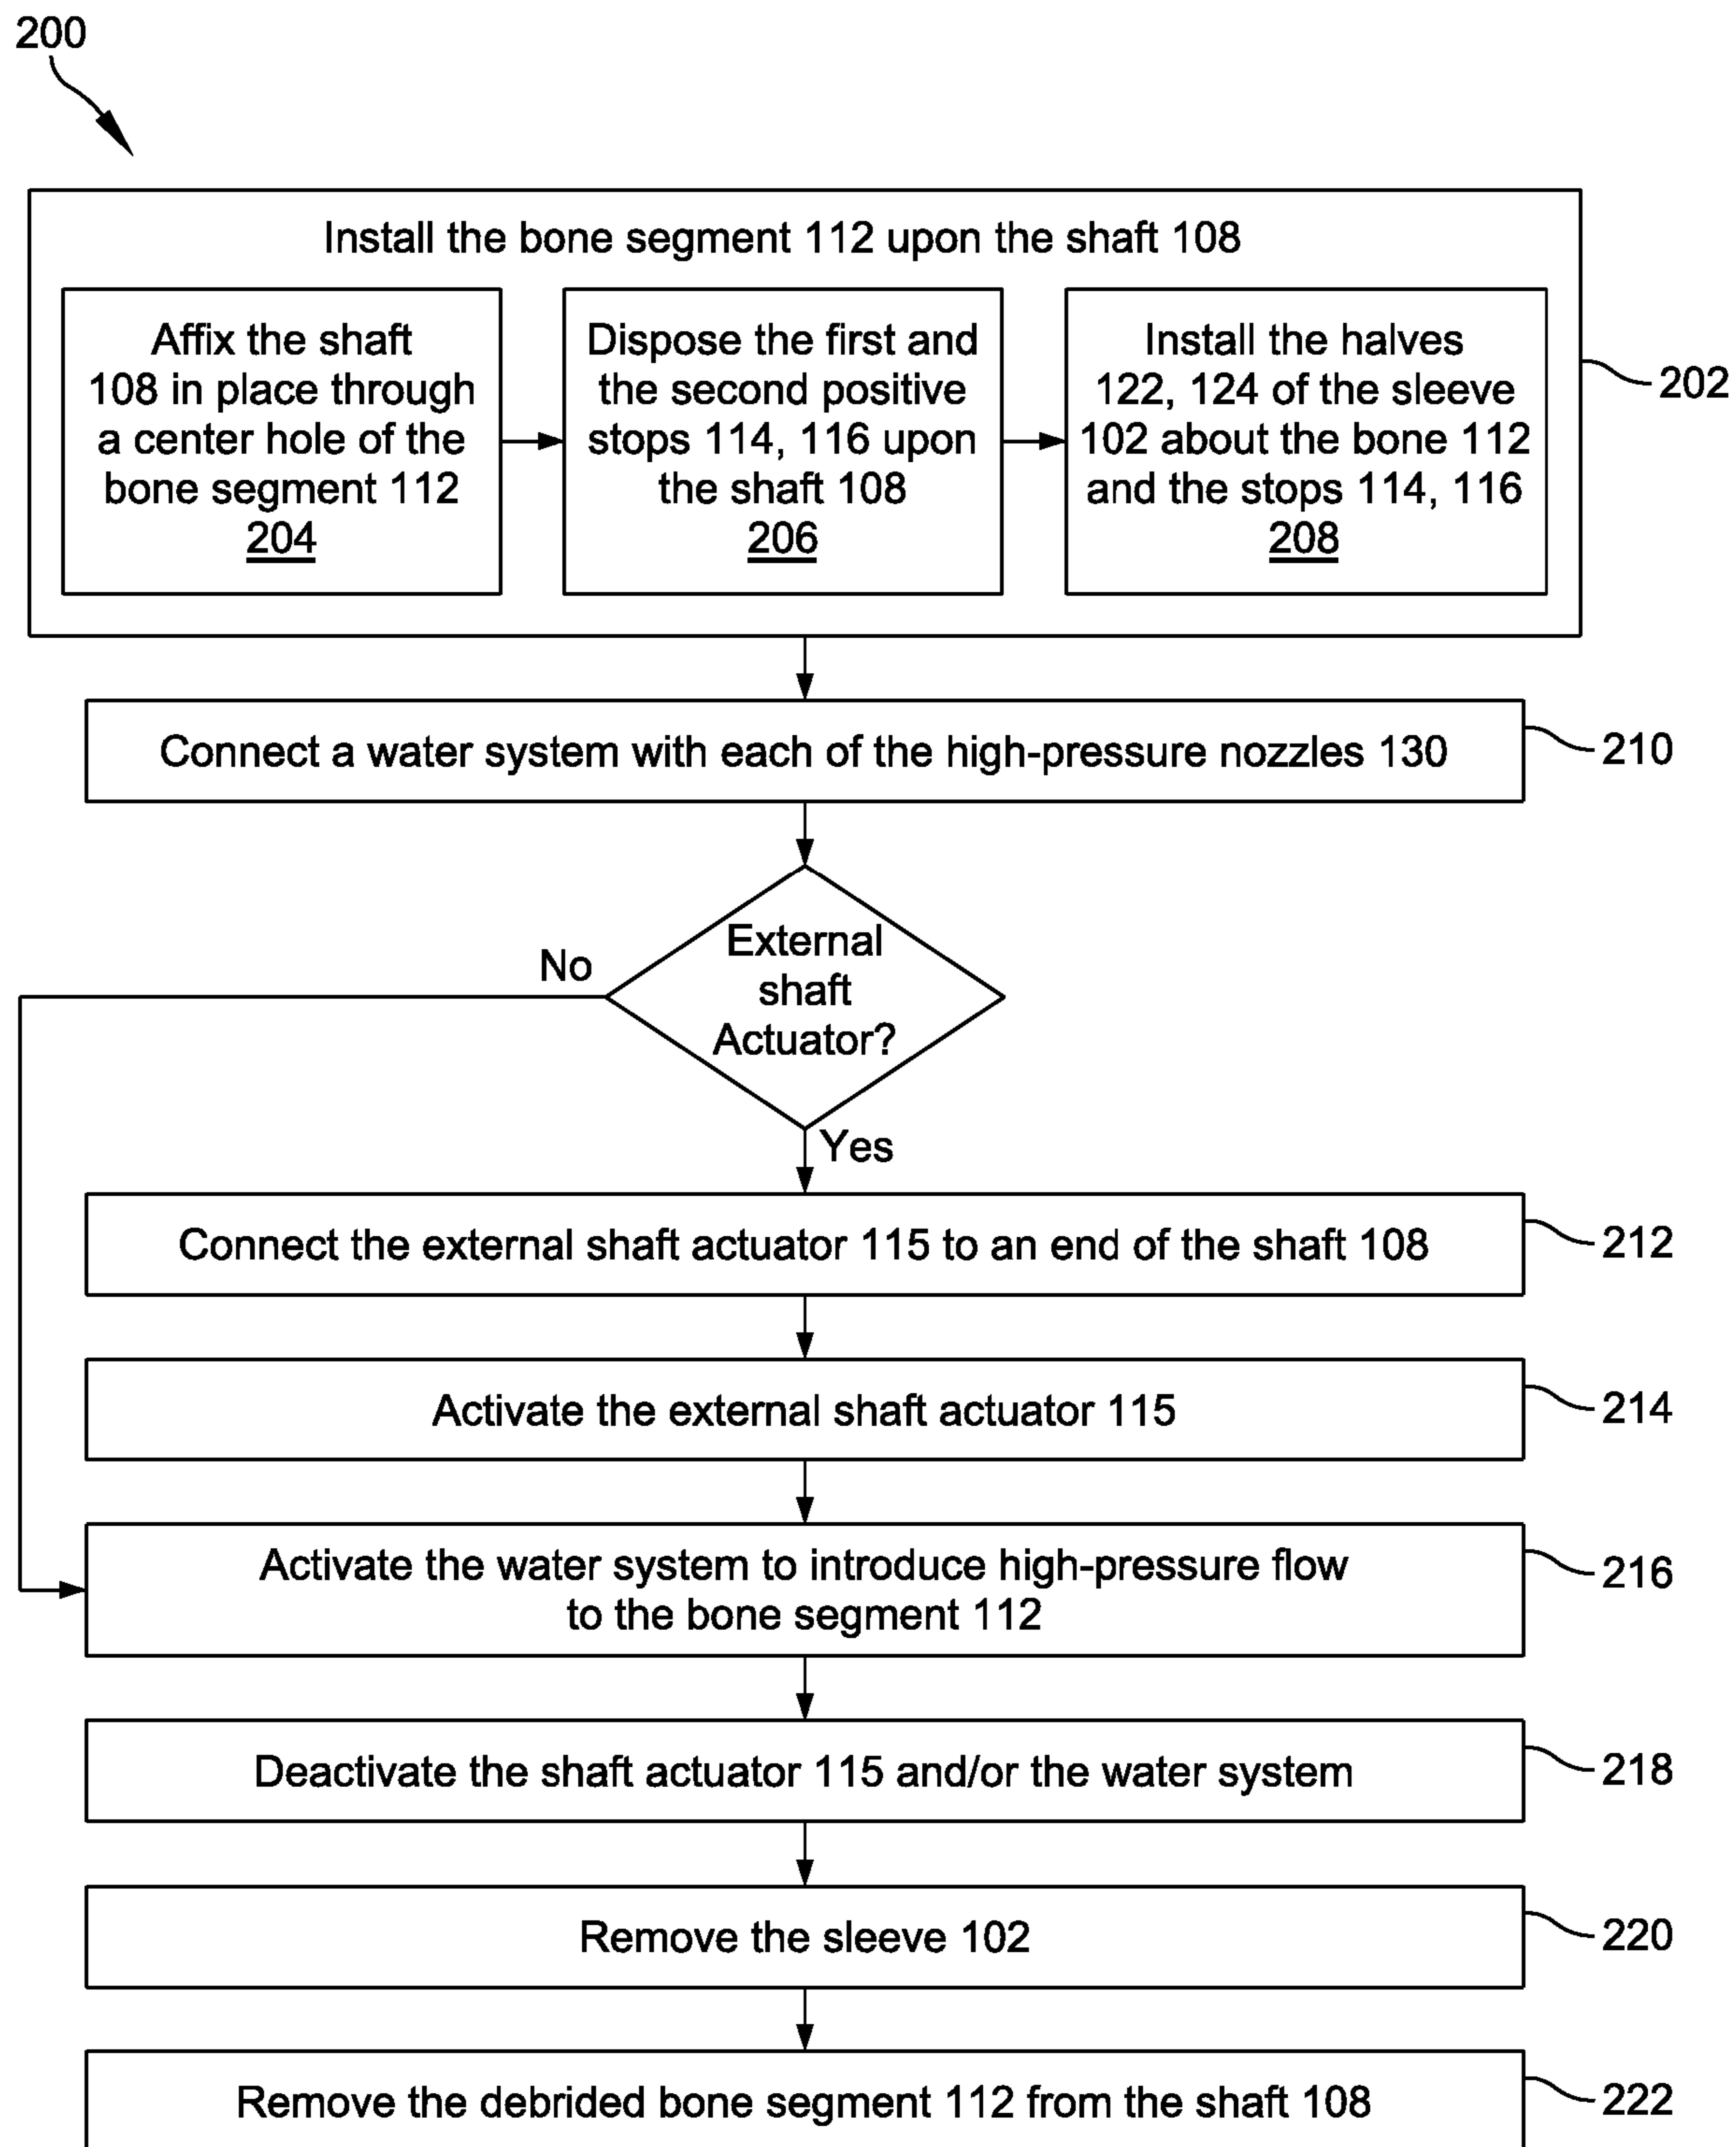 200
Install the bone segment 112 upon the shaft 108
Affix the shaft
108 in place through
a center hole of the
bone segment 112
204
Dispose the first and
the second positive
stops 114, 116 upon
the shaft 108
206
Install the halves
122, 124 of the sleeve
102 about the bone 112
and the stops 114, 116
208
202
Connect a water system with each of the high-pressure nozzles 130
210
External
shaft
Actuator?
No
Yes
Connect the external shaft actuator 115 to an end of the shaft 108
212
Activate the external shaft actuator 115
214
Activate the water system to introduce high-pressure flow
to the bone segment 112
216
Deactivate the shaft actuator 115 and/or the water system
218
Remove the sleeve 102
220
Remove the debrided bone segment 112 from the shaft 108
222